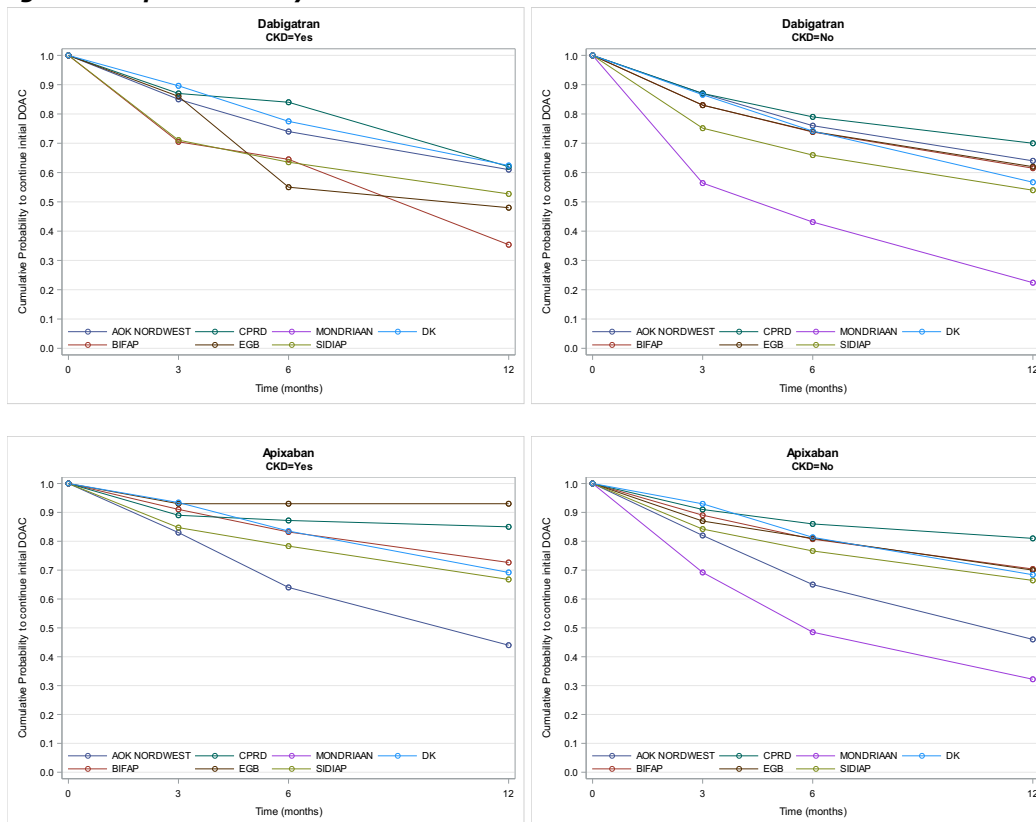 Dabigatran
CKD=Yes
Cumulative Probability to continue initial DOAC
1.0
0.9
0.8
0.7
0.6
0.5
0.4
0.3
0.2
0.1
0.0
AOK NORDWEST CPRD MONDRIAAN DK
BIFAP EGB SIDIAP
0 3 6 12
Time (months)
Dabigatran
CKD=No
Cumulative Probability to continue initial DOAC
1.0
0.9
0.8
0.7
0.6
0.5
0.4
0.3
0.2
0.1
0.0
AOK NORDWEST CPRD MONDRIAAN DK
BIFAP EGB SIDIAP
0 3 6 12
Time (months)
Apixaban
CKD=Yes
Cumulative Probability to continue initial DOAC
1.0
0.9
0.8
0.7
0.6
0.5
0.4
0.3
0.2
0.1
0.0
AOK NORDWEST CPRD MONDRIAAN DK
BIFAP EGB SIDIAP
0 3 6 12
Time (months)
Apixaban
CKD=No
Cumulative Probability to continue initial DOAC
1.0
0.9
0.8
0.7
0.6
0.5
0.4
0.3
0.2
0.1
0.0
AOK NORDWEST CPRD MONDRIAAN DK
BIFAP EGB SIDIAP
0 3 6 12
Time (months)